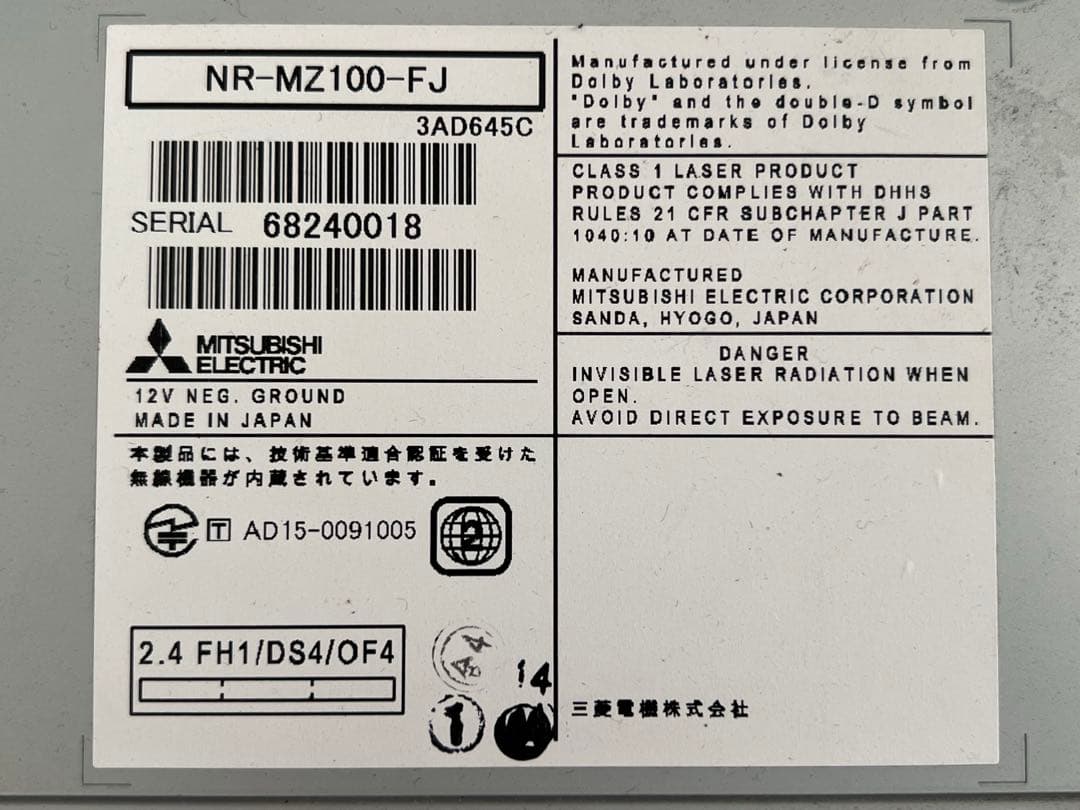 NR-MZ100-FJ
3AD645C
SERIAL 68240018
MITSUBISHI
ELECTRIC
12V NEG. GROUND
MADE IN JAPAN
本製品には、技術基準適合認証を受けた
無線機器が内蔵されています。
T AD15-0091005
2
2.4 FH1/DS4/OF4
A4
14
1
Manufactured under license from
Dolby Laboratories.
"Dolby" and the double-D symbol
are trademarks of Dolby
Laboratories.
CLASS 1 LASER PRODUCT
PRODUCT COMPLIES WITH DHHS
RULES 21 CFR SUBCHAPTER J PART
1040:10 AT DATE OF MANUFACTURE.
MANUFACTURED
MITSUBISHI ELECTRIC CORPORATION
SANDA, HYOGO, JAPAN
DANGER
INVISIBLE LASER RADIATION WHEN
OPEN.
AVOID DIRECT EXPOSURE TO BEAM.
三菱電機株式会社